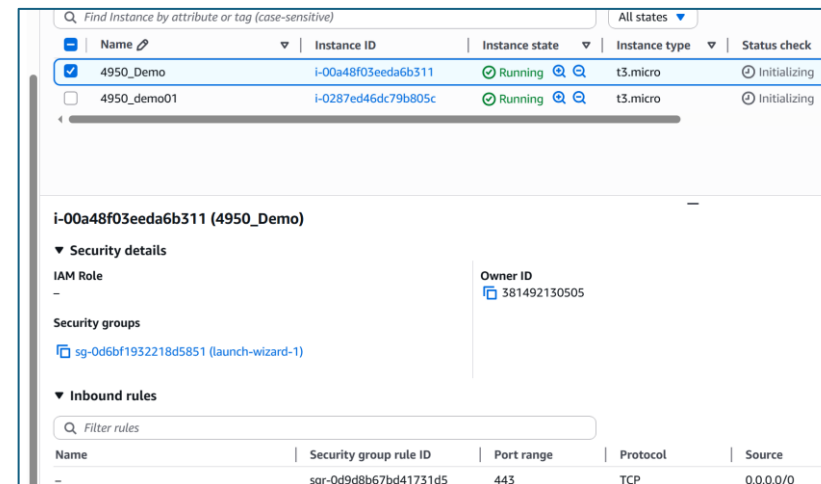 Find Instance by attribute or tag (case-sensitive) All states
Name Instance ID Instance state Instance type Status check
4950_Demo i-00a48f03eeda6b311 Running t3.micro Initializing
4950_demo01 i-0287ed46dc79b805c Running t3.micro Initializing
i-00a48f03eeda6b311 (4950_Demo)
Security details
IAM Role Owner ID
– 381492130505
Security groups
sg-0d6bf1932218d5851 (launch-wizard-1)
Inbound rules
Filter rules
Name Security group rule ID Port range Protocol Source
– sgr-0d9d8b67bd41731d5 443 TCP 0.0.0.0/0